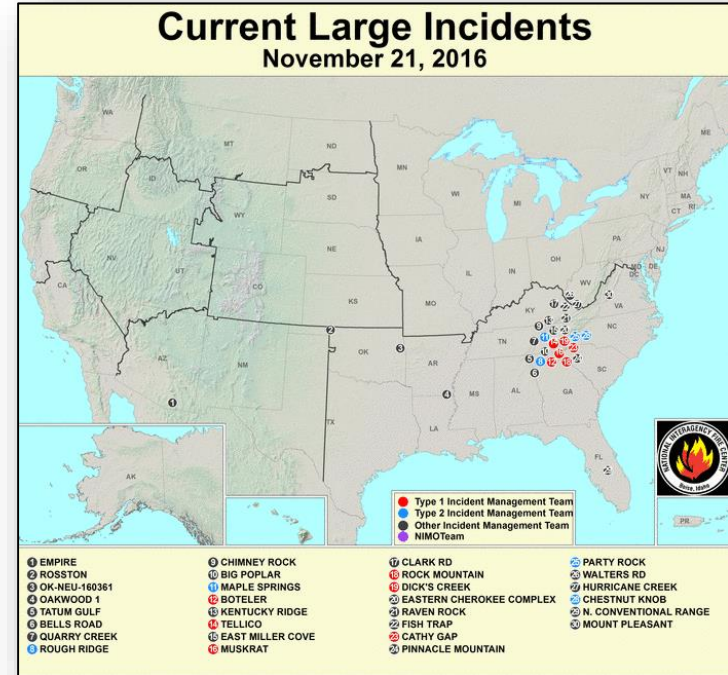 Current Large Incidents
November 21, 2016
WA
MT
ND
MN
ME
OR
ID
WY
SD
WI
MI
VT
NH
NY
MA
CT
RI
NV
UT
CO
NE
IA
IL
IN
OH
PA
NJ
MD
DE
DC
CA
KS
MO
KY
WV
VA
AZ
NM
OK
AR
TN
NC
TX
LA
MS
AL
GA
SC
FL
AK
PR
NATIONAL INTERAGENCY FIRE CENTER
Boise, Idaho
Type 1 Incident Management Team
Type 2 Incident Management Team
Other Incident Management Team
NIMOTeam
1 EMPIRE
2 ROSSTON
3 OK-NEU-160361
4 OAKWOOD 1
5 TATUM GULF
6 BELLS ROAD
7 QUARRY CREEK
8 ROUGH RIDGE
9 CHIMNEY ROCK
10 BIG POPLAR
11 MAPLE SPRINGS
12 BOTELER
13 KENTUCKY RIDGE
14 TELLICO
15 EAST MILLER COVE
16 MUSKRAT
17 CLARK RD
18 ROCK MOUNTAIN
19 DICK'S CREEK
20 EASTERN CHEROKEE COMPLEX
21 RAVEN ROCK
22 FISH TRAP
23 CATHY GAP
24 PINNACLE MOUNTAIN
25 PARTY ROCK
26 WALTERS RD
27 HURRICANE CREEK
28 CHESTNUT KNOB
29 N. CONVENTIONAL RANGE
30 MOUNT PLEASANT